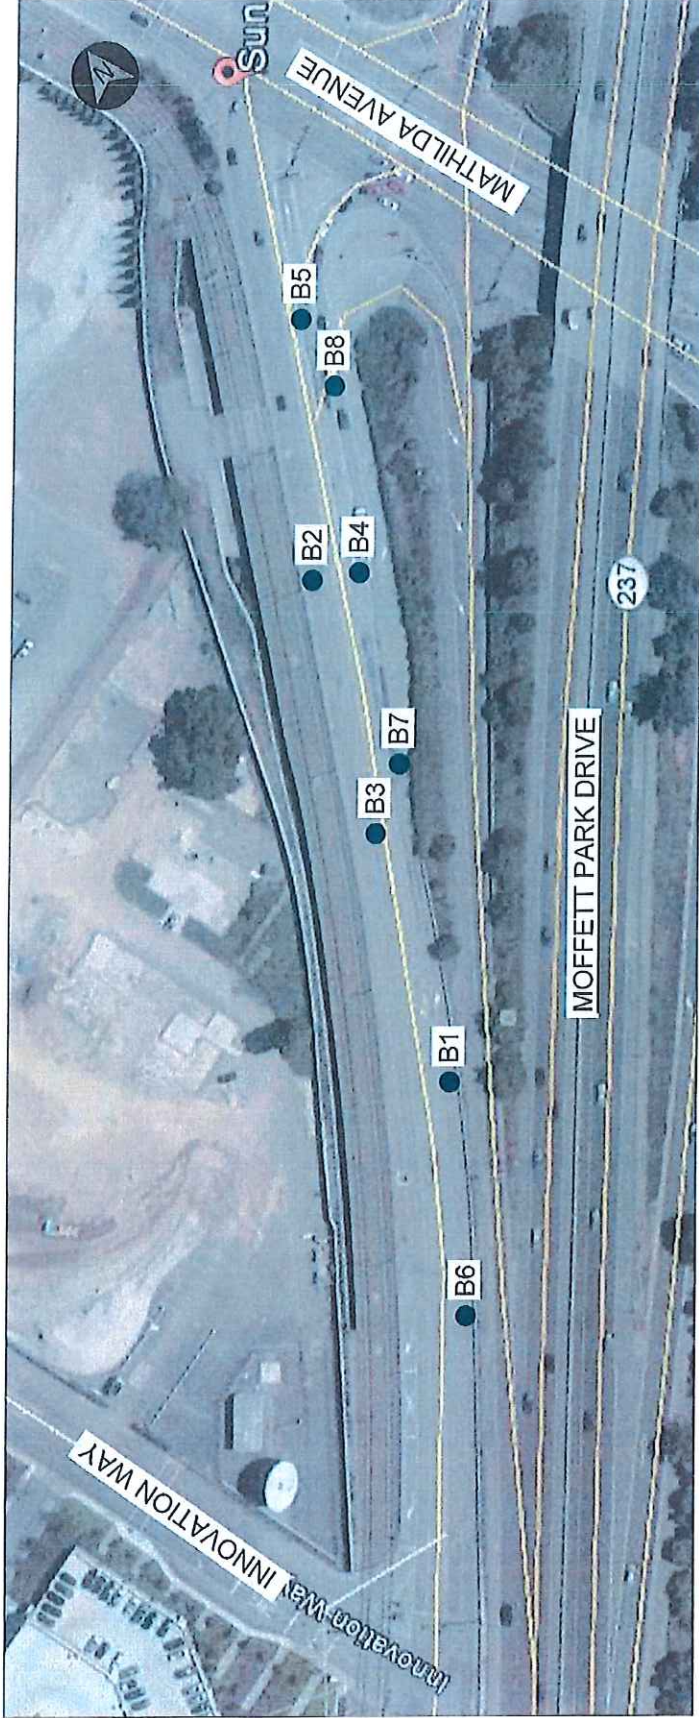 N
Sun
MATHILDA AVENUE
B5
B8
B2
B4
237
B7
B3
MOFFETT PARK DRIVE
B1
B6
INNOVATION WAY
Innovation Way